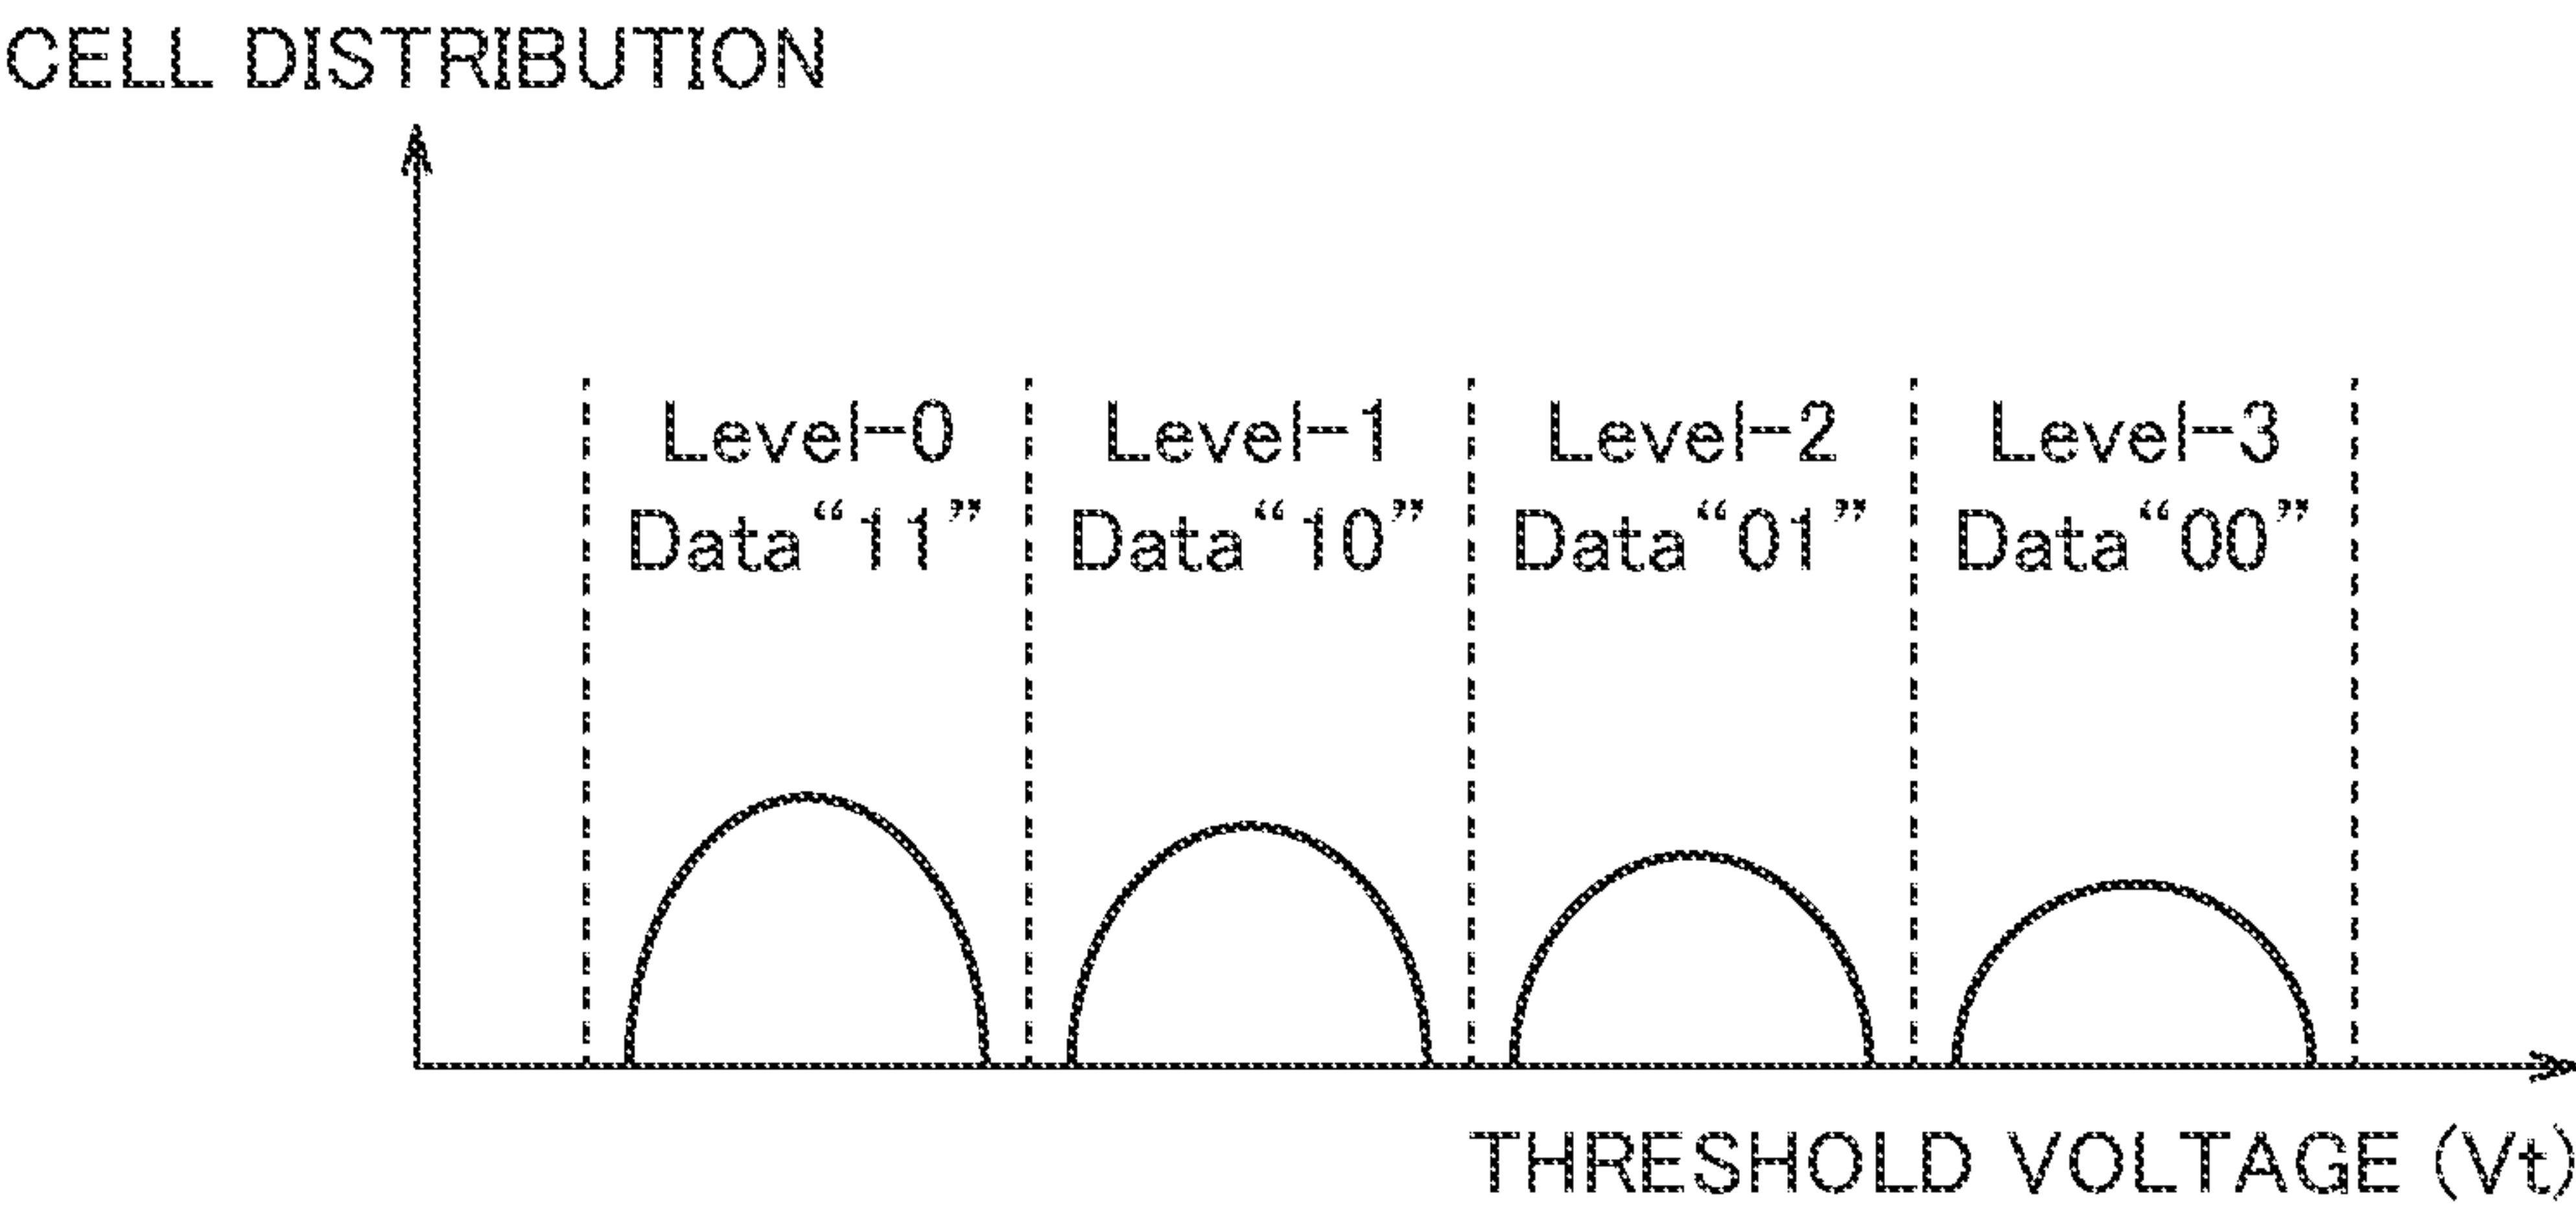 CELL DISTRIBUTION
Level-0
Data“11”
Level-1
Data“10”
Level-2
Data“01”
Level-3
Data“00”
THRESHOLD VOLTAGE (Vt)